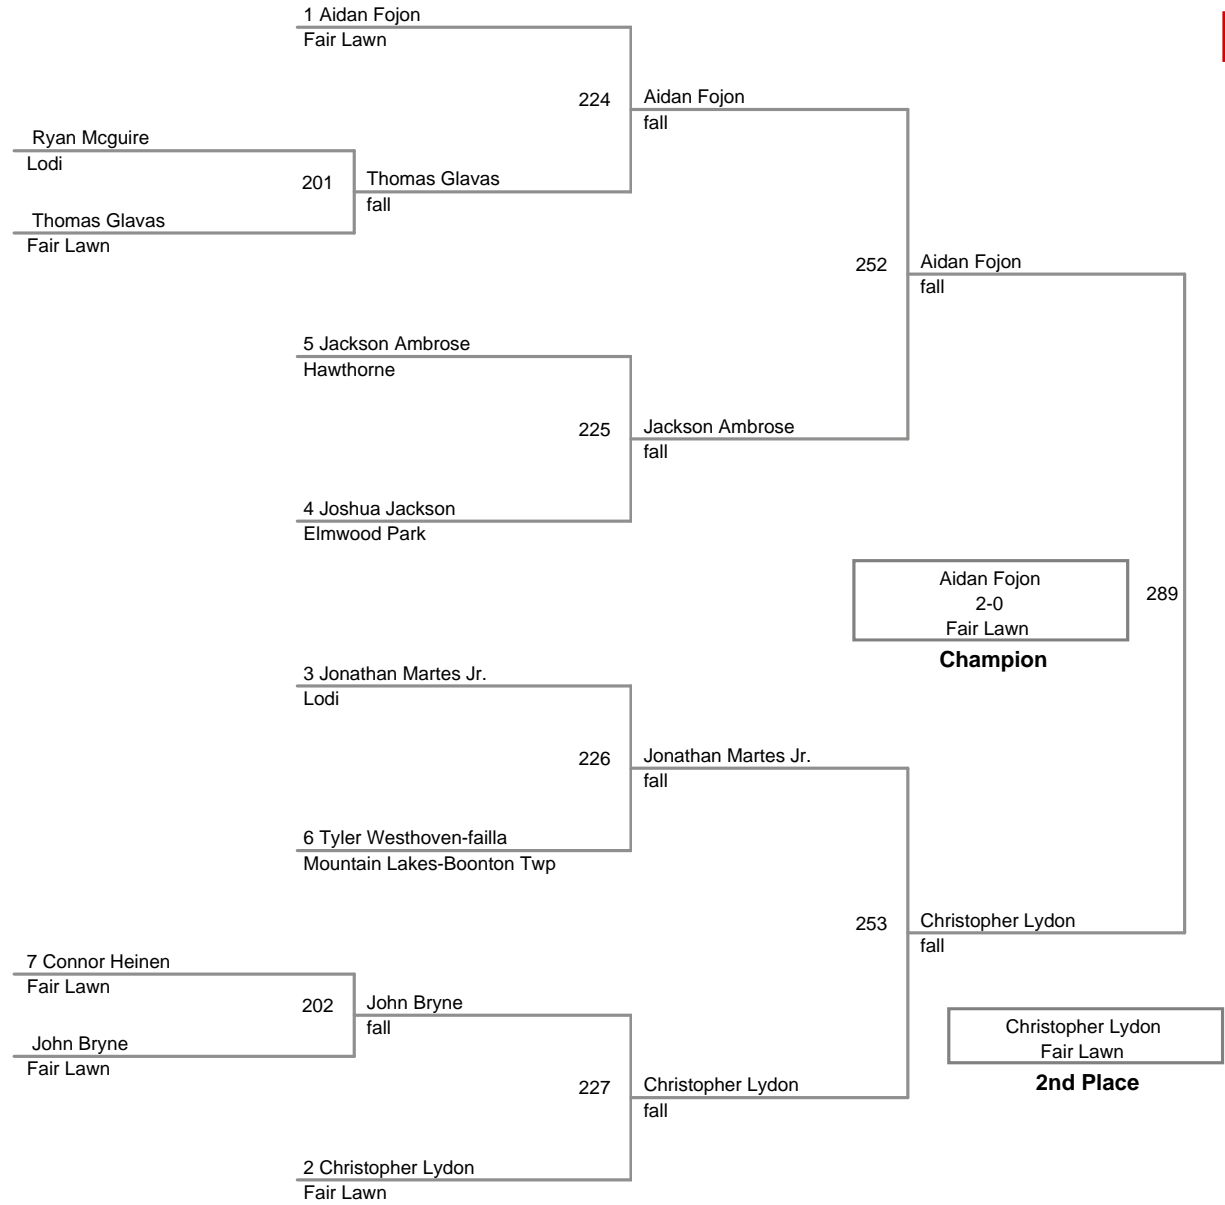 1 Aidan Fojon
Fair Lawn
224
Aidan Fojon
fall
Ryan Mcguire
Lodi
201
Thomas Glavas
fall
Thomas Glavas
Fair Lawn
252
Aidan Fojon
fall
5 Jackson Ambrose
Hawthorne
225
Jackson Ambrose
fall
4 Joshua Jackson
Elmwood Park
Aidan Fojon
2-0
Fair Lawn
Champion
289
3 Jonathan Martes Jr.
Lodi
226
Jonathan Martes Jr.
fall
6 Tyler Westhoven-failla
Mountain Lakes-Boonton Twp
253
Christopher Lydon
fall
7 Connor Heinen
Fair Lawn
202
John Bryne
fall
John Bryne
Fair Lawn
Christopher Lydon
Fair Lawn
2nd Place
227
Christopher Lydon
fall
2 Christopher Lydon
Fair Lawn